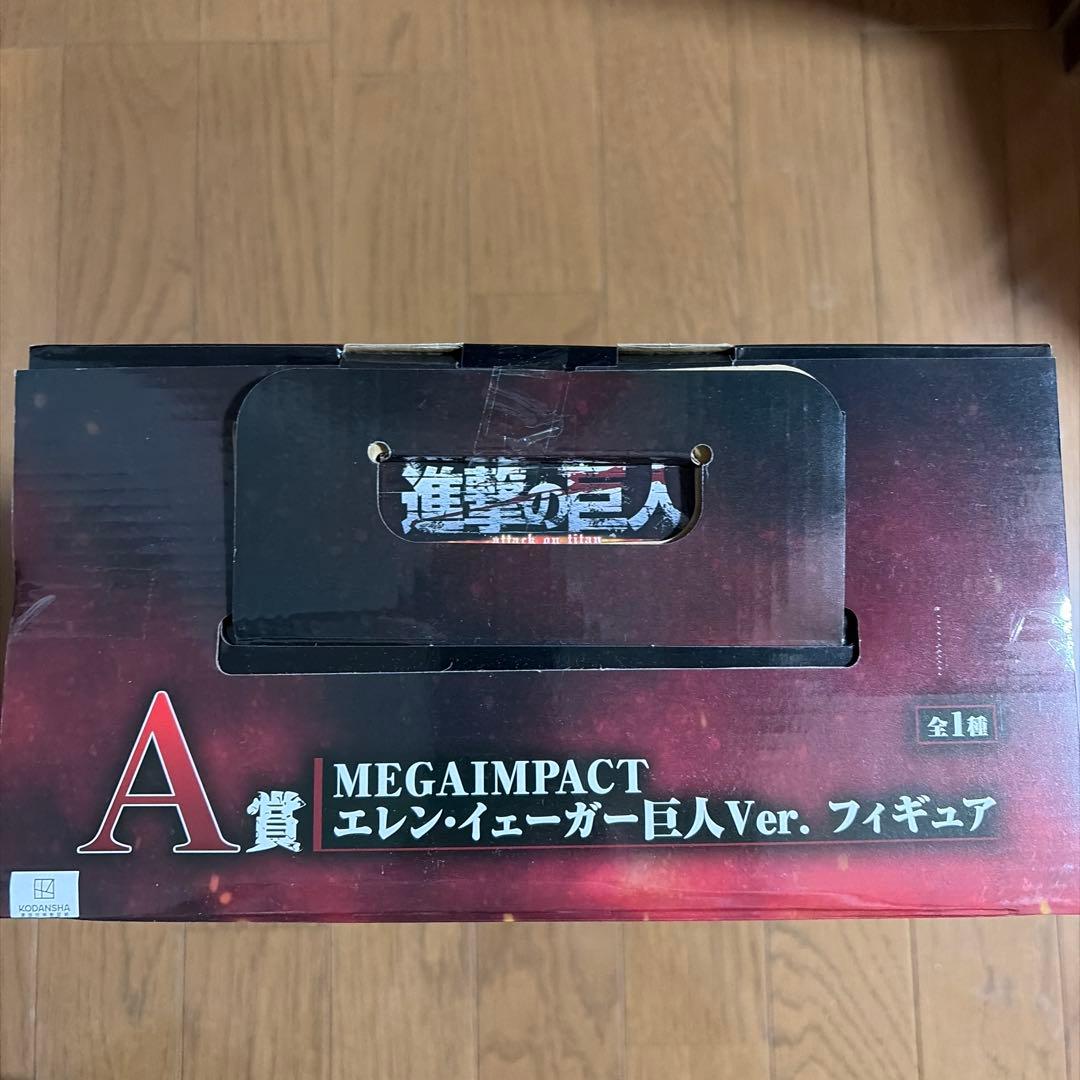 進撃の巨人
attack on titan
全1種
A賞
MEGAIMPACT
エレン・イェーガー巨人Ver. フィギュア
KODANSHA